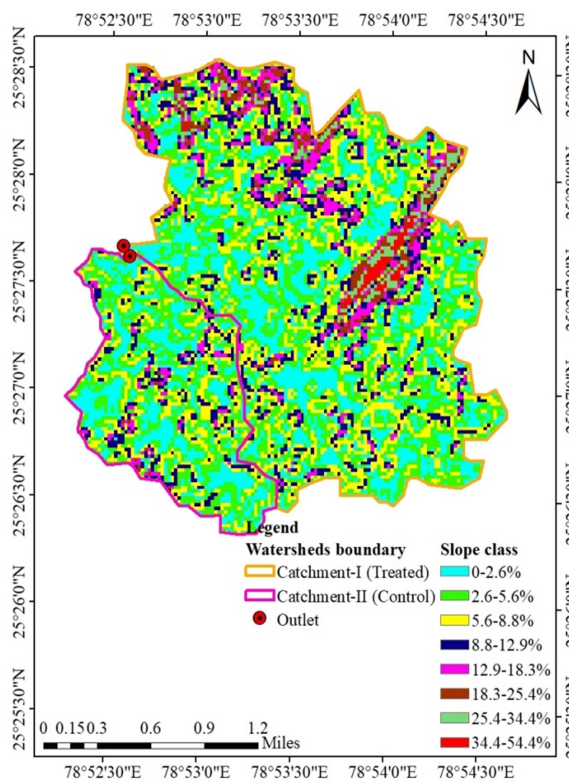 78°52'30"E 78°53'0"E 78°53'30"E 78°54'0"E 78°54'30"E
N
25°28'30"N
25°28'0"N
25°27'30"N
25°27'0"N
25°26'30"N
25°26'0"N
25°25'30"N
Legend
Watersheds boundary
Catchment-I (Treated)
Catchment-II (Control)
Outlet
Slope class
0-2.6%
2.6-5.6%
5.6-8.8%
8.8-12.9%
12.9-18.3%
18.3-25.4%
25.4-34.4%
34.4-54.4%
0 0.15 0.3 0.6 0.9 1.2
Miles
78°52'30"E 78°53'0"E 78°53'30"E 78°54'0"E 78°54'30"E